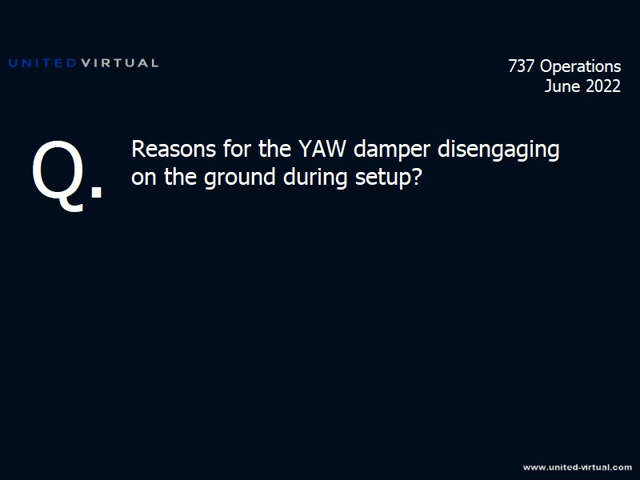 UNITEDVIRTUAL
737 Operations
June 2022
Q.
Reasons for the YAW damper disengaging
on the ground during setup?
www.united-virtual.com